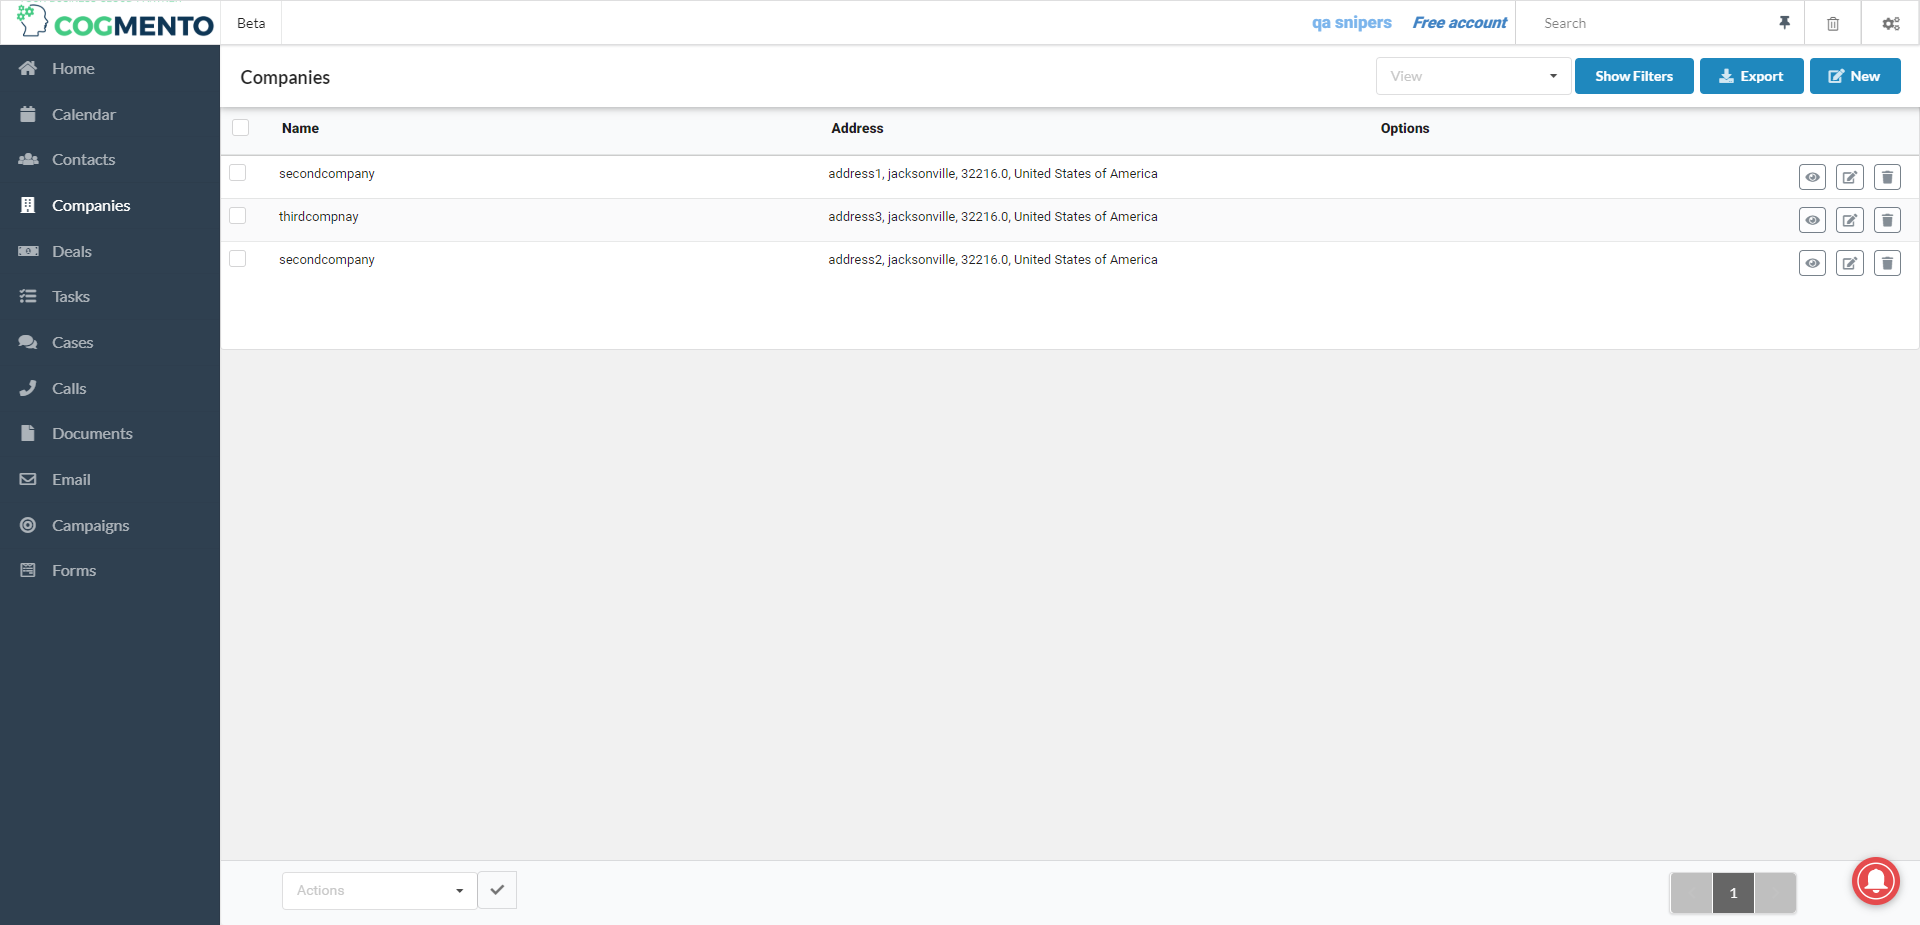 COGMENTO
Beta
qa snipers
Free account
Search
Home
Calendar
Contacts
Companies
Deals
Tasks
Cases
Calls
Documents
Email
Campaigns
Forms
Companies
View
Show Filters
Export
New
Name Address Options
secondcompany address1, jacksonville, 32216.0, United States of America
thirdcompnay address3, jacksonville, 32216.0, United States of America
secondcompany address2, jacksonville, 32216.0, United States of America
Actions
1